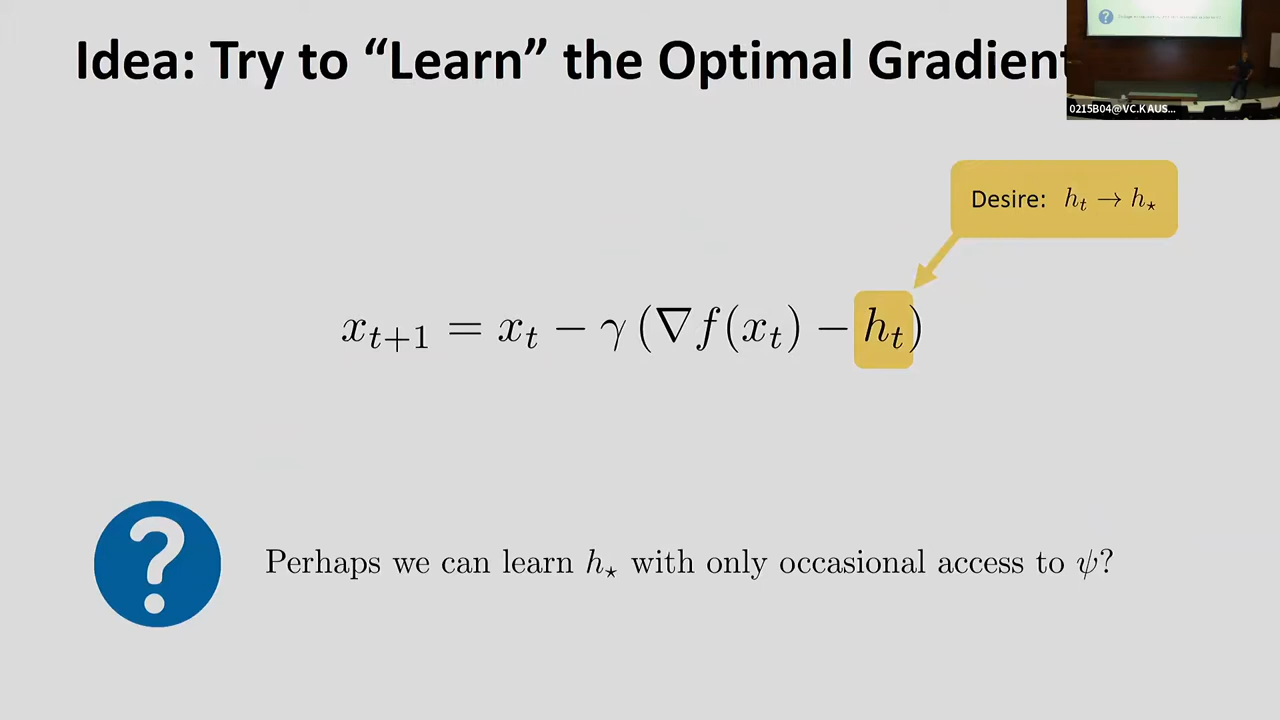 Idea: Try to “Learn” the Optimal Gradient
0215B04@VC.KAUS...
Desire: h_t → h_⋆
x_{t+1} = x_t − γ (∇f(x_t) − h_t)
?
Perhaps we can learn h_⋆ with only occasional access to ψ?